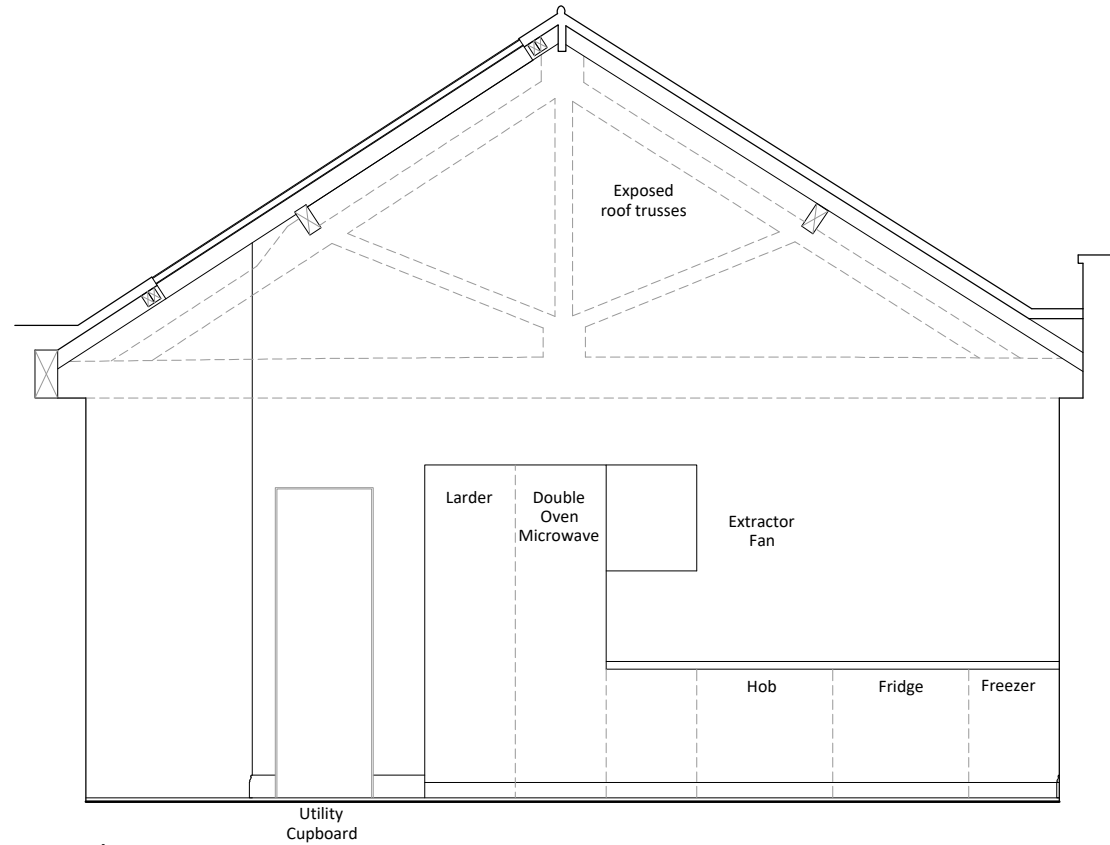 Exposed
roof trusses
Larder
Double
Oven
Microwave
Extractor
Fan
Hob
Fridge
Freezer
Utility
Cupboard